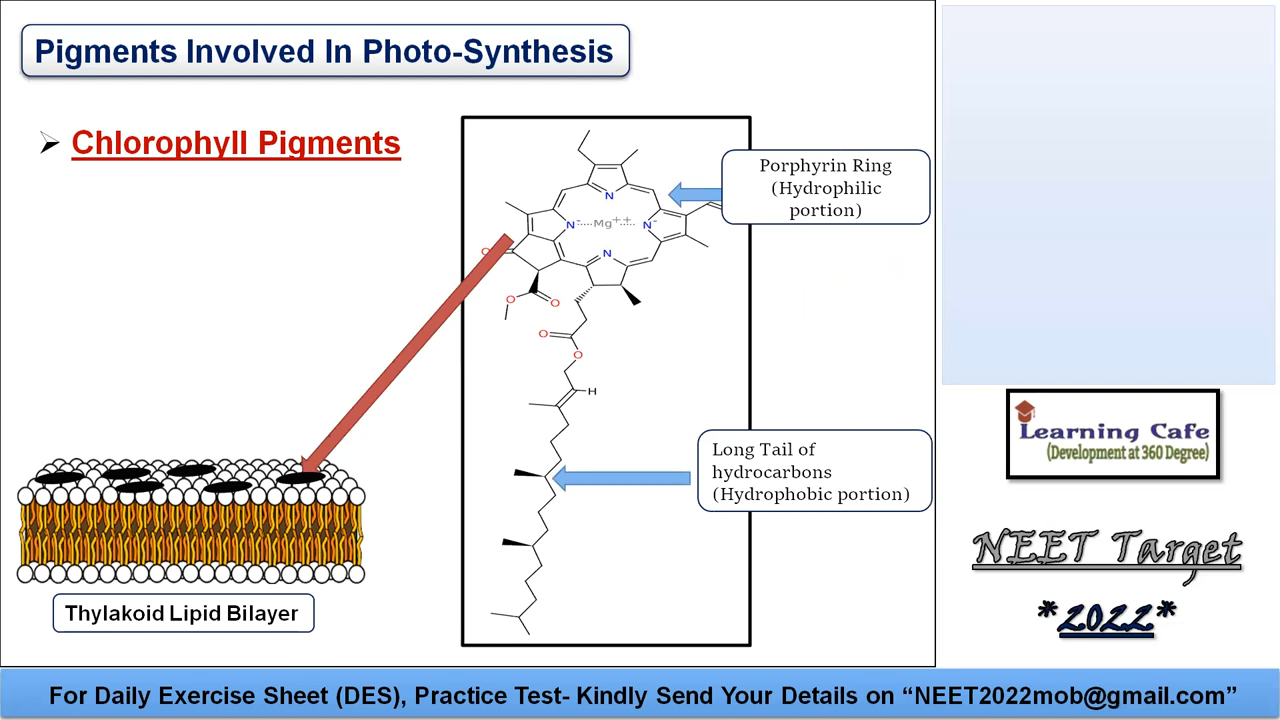 Pigments Involved In Photo-Synthesis
➢ Chlorophyll Pigments
Porphyrin Ring
(Hydrophilic
portion)
N
N-
Mg++
N-
N
O
O
O
O
O
H
Long Tail of
hydrocarbons
(Hydrophobic portion)
Thylakoid Lipid Bilayer
Learning Cafe
(Development at 360 Degree)
NEET Target
*2022*
For Daily Exercise Sheet (DES), Practice Test- Kindly Send Your Details on “NEET2022mob@gmail.com”